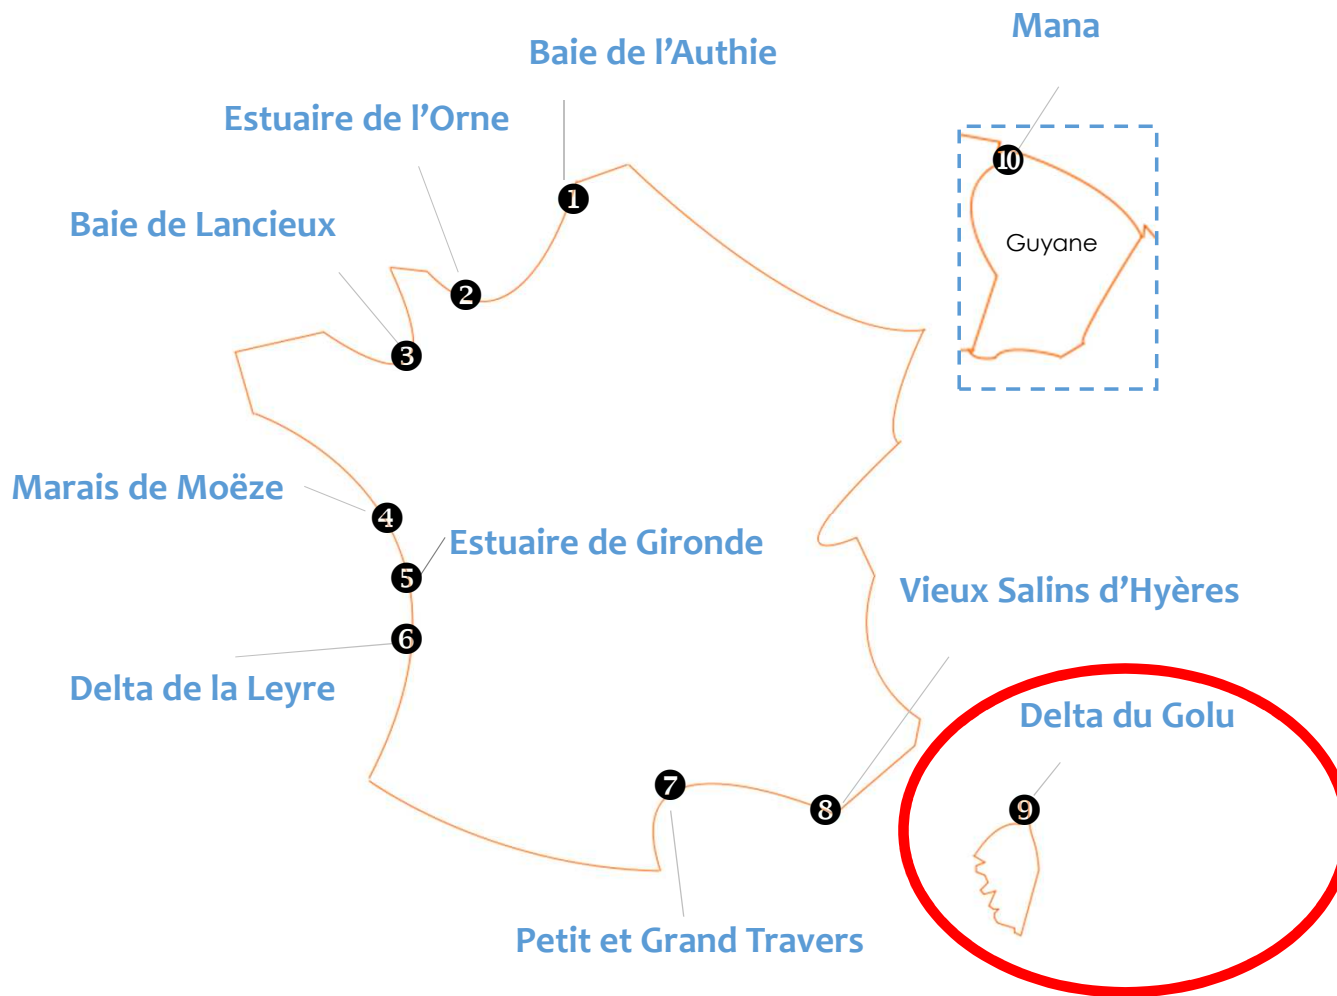 Mana
Baie de l’Authie
Estuaire de l’Orne
10
1
Baie de Lancieux
Guyane
2
3
Marais de Moëze
4
Estuaire de Gironde
5
Vieux Salins d’Hyères
6
Delta de la Leyre
Delta du Golu
7
8
9
Petit et Grand Travers